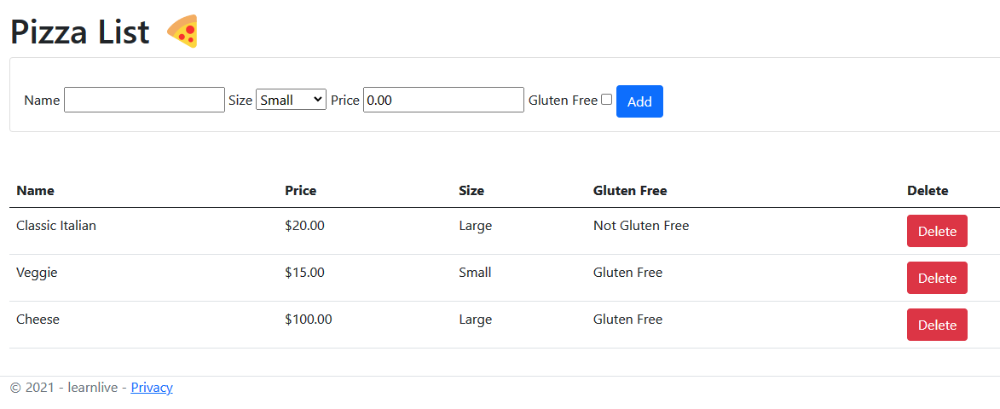 Pizza List 🍕
Name Size Small Price 0.00 Gluten Free Add
Name Price Size Gluten Free Delete
Classic Italian $20.00 Large Not Gluten Free Delete
Veggie $15.00 Small Gluten Free Delete
Cheese $100.00 Large Gluten Free Delete
© 2021 - learnlive - Privacy